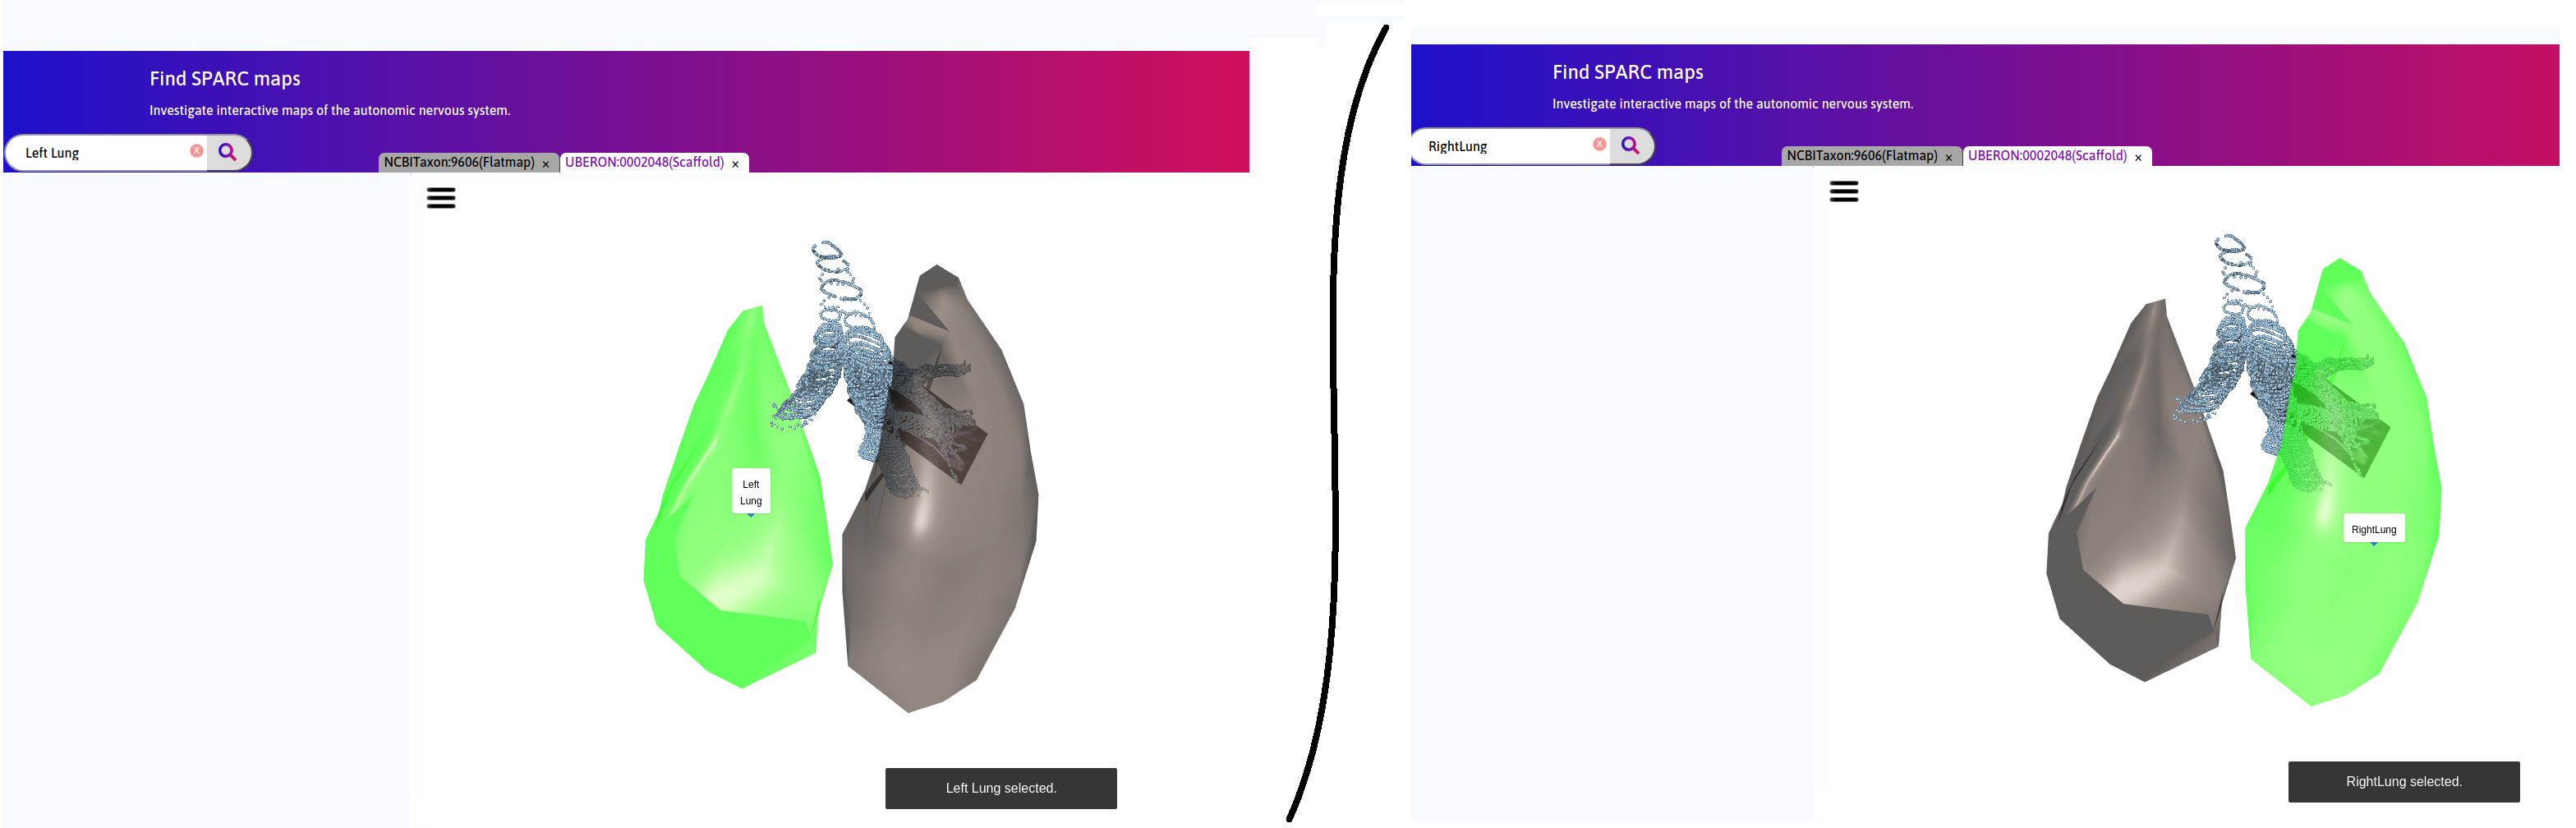 Find SPARC maps
Investigate interactive maps of the autonomic nervous system.
Left Lung
X
NCBITaxon:9606(Flatmap) ×
UBERON:0002048(Scaffold) ×
Left
Lung
Left Lung selected.
Find SPARC maps
Investigate interactive maps of the autonomic nervous system.
RightLung
X
NCBITaxon:9606(Flatmap) ×
UBERON:0002048(Scaffold) ×
RightLung
RightLung selected.